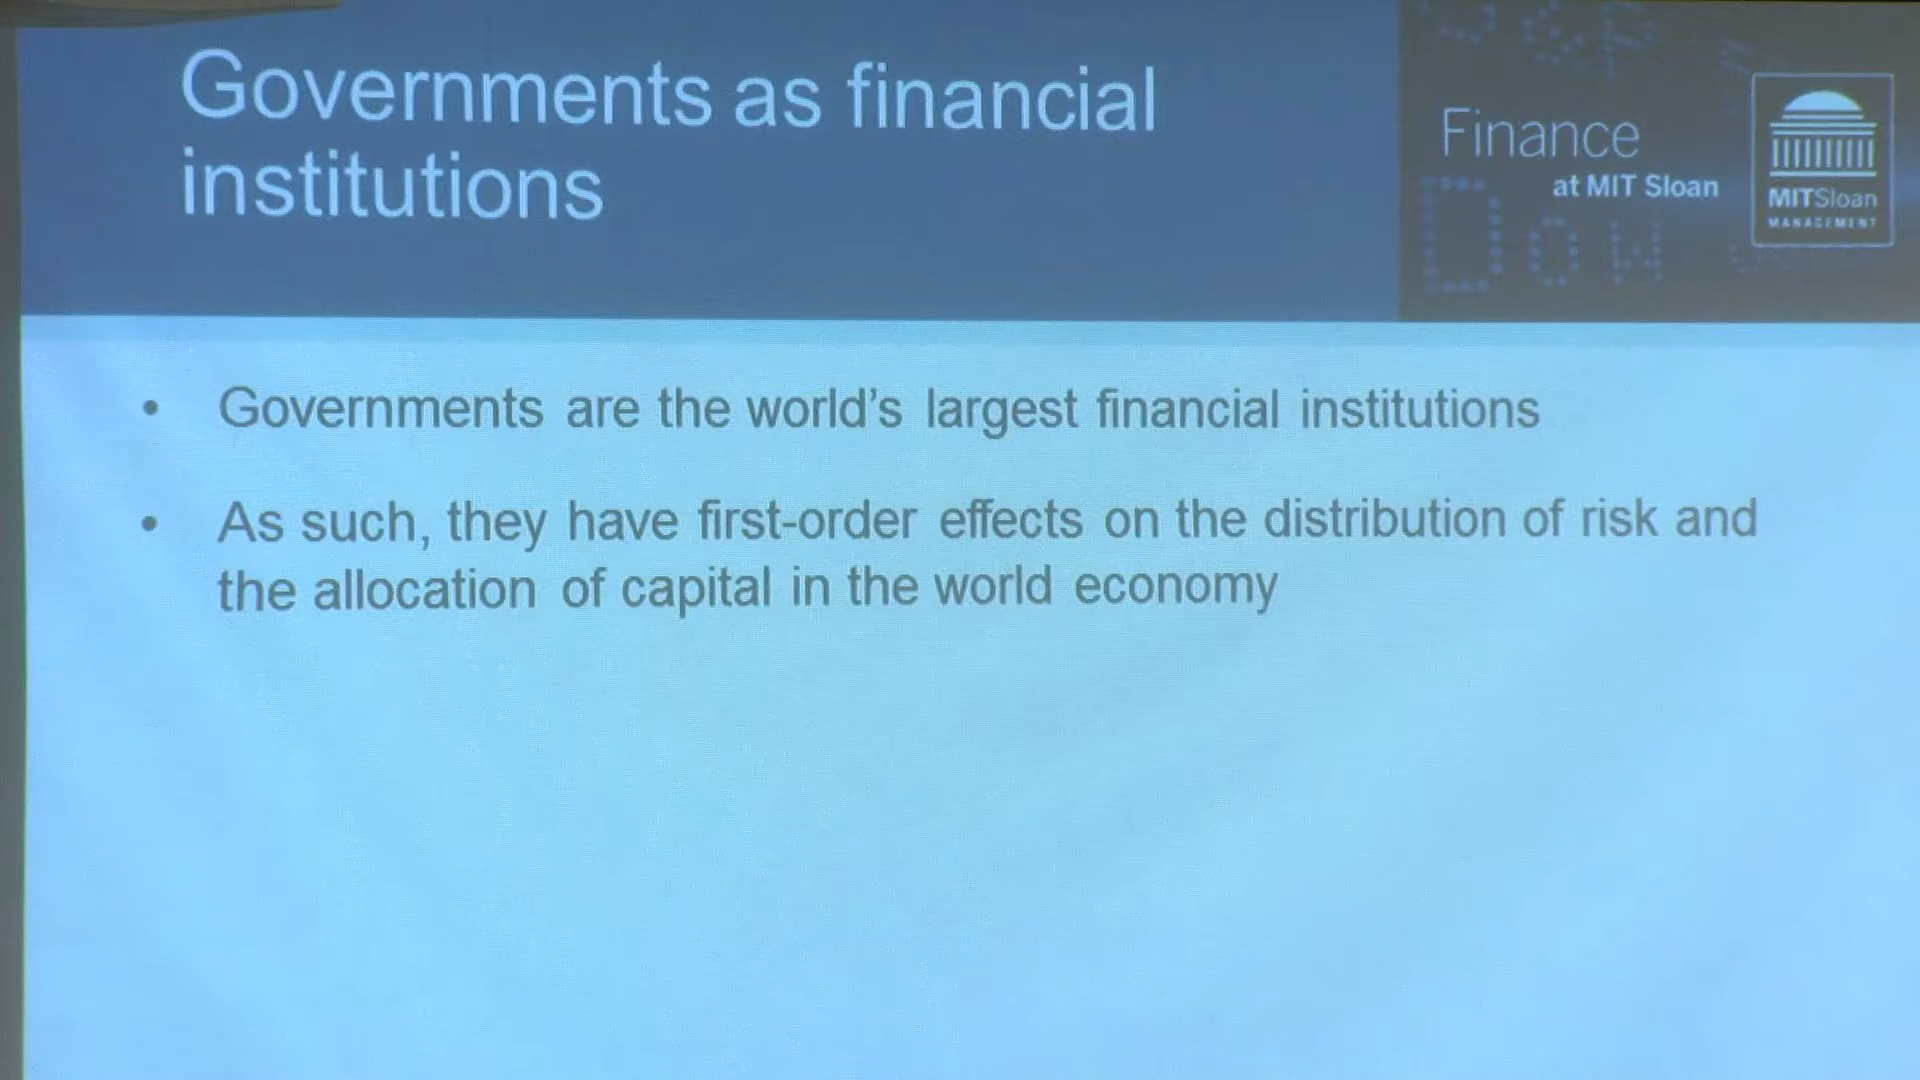 Governments as financial
institutions
Finance
at MIT Sloan
MITSloan
MANAGEMENT
Dow
• Governments are the world’s largest financial institutions
• As such, they have first-order effects on the distribution of risk and
the allocation of capital in the world economy